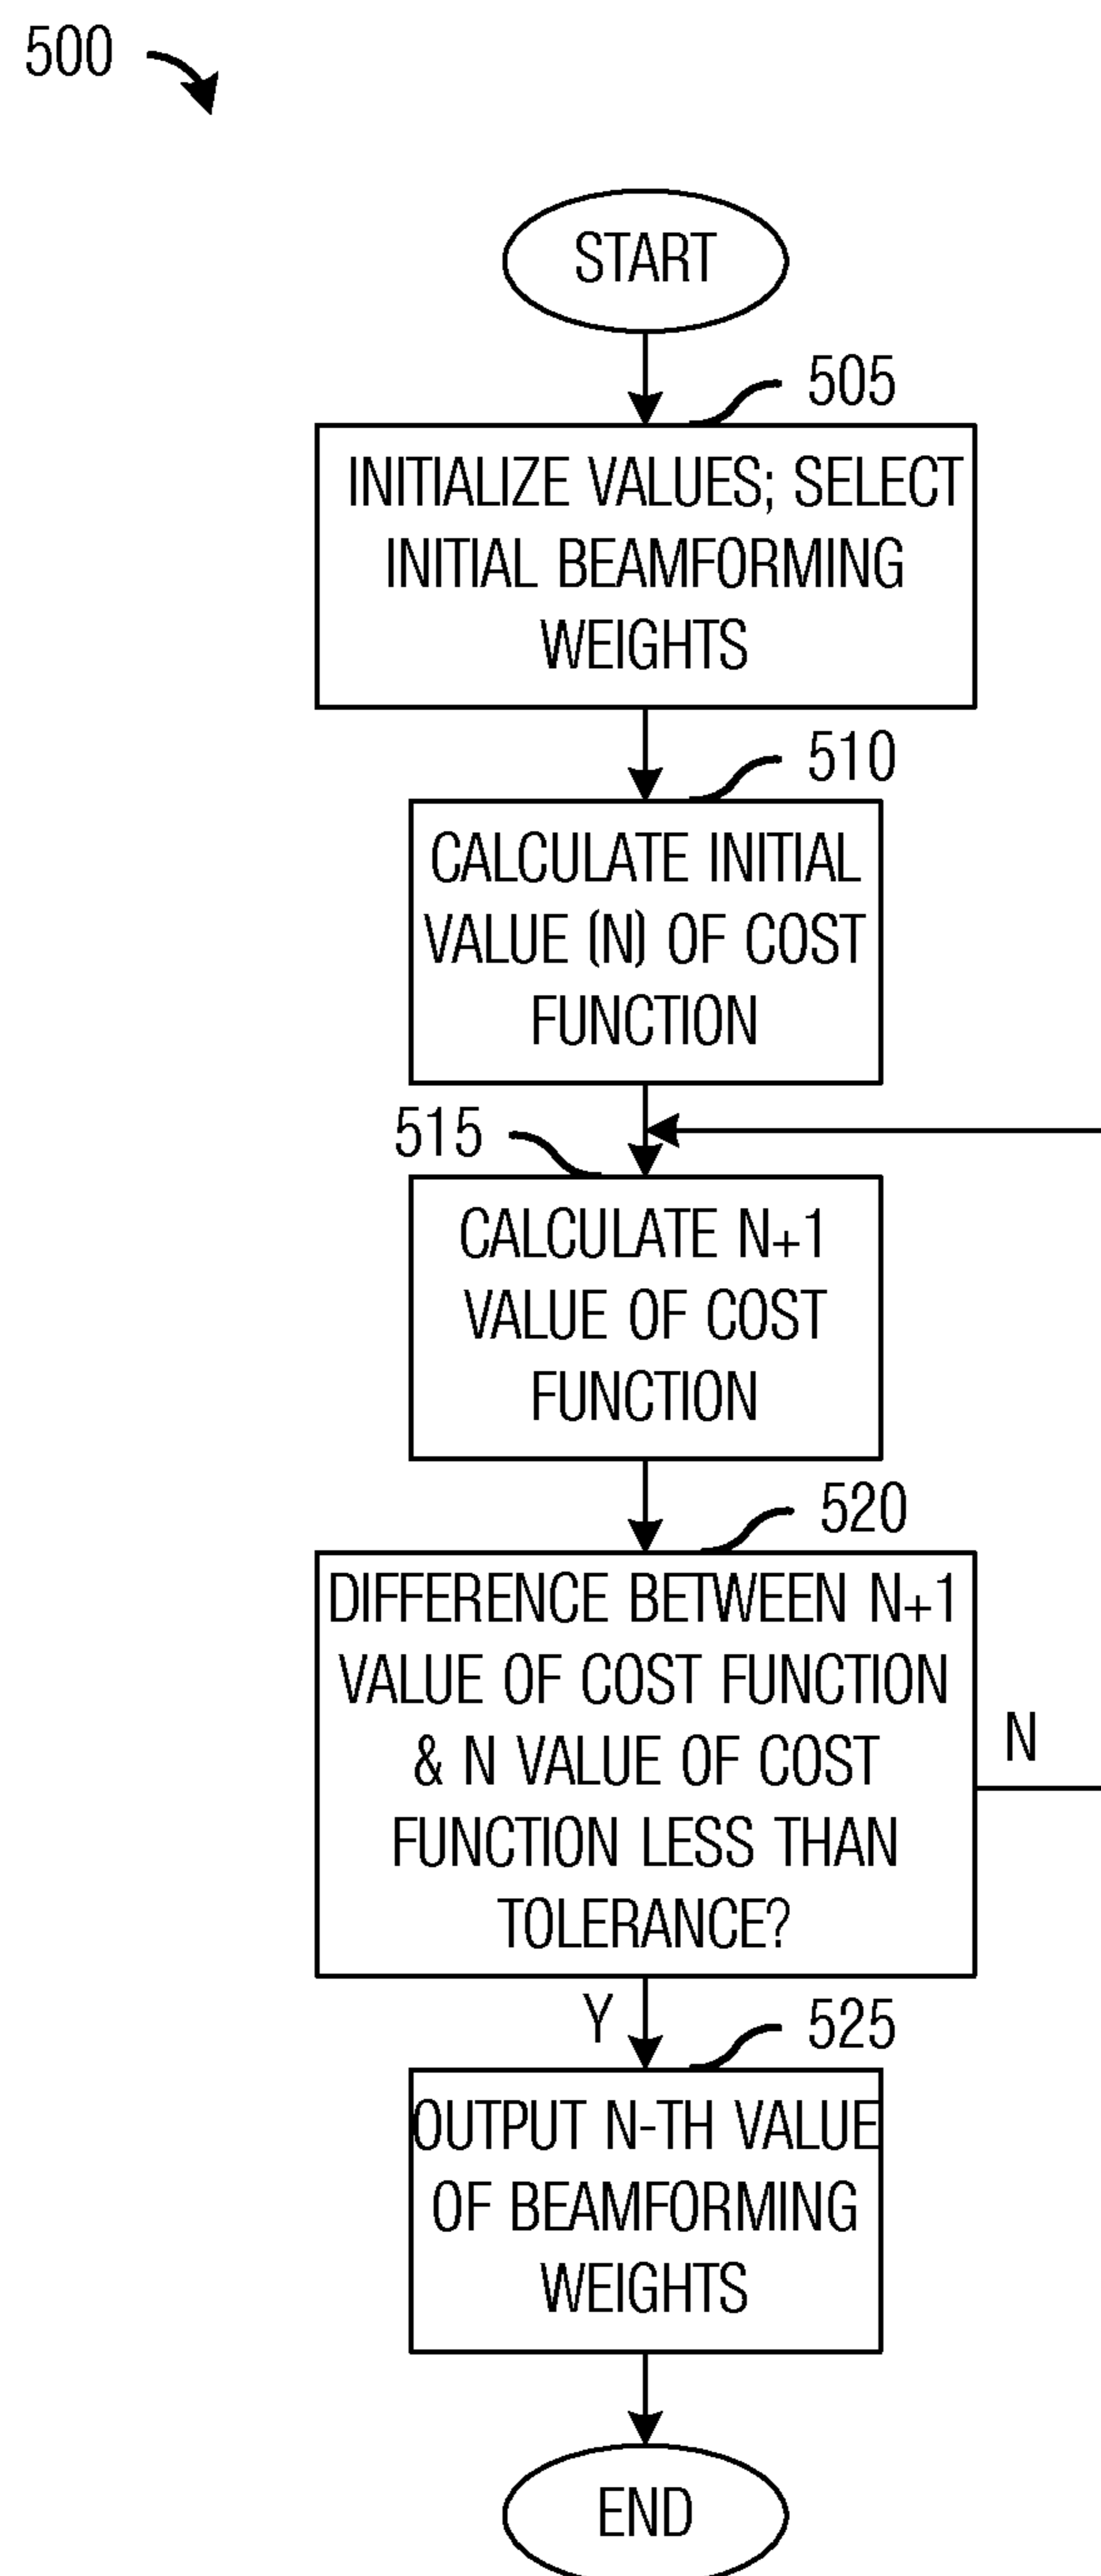 500
START
505
INITIALIZE VALUES; SELECT
INITIAL BEAMFORMING
WEIGHTS
510
CALCULATE INITIAL
VALUE (N) OF COST
FUNCTION
515
CALCULATE N+1
VALUE OF COST
FUNCTION
520
DIFFERENCE BETWEEN N+1
VALUE OF COST FUNCTION
& N VALUE OF COST
FUNCTION LESS THAN
TOLERANCE?
N
Y
525
OUTPUT N-TH VALUE
OF BEAMFORMING
WEIGHTS
END